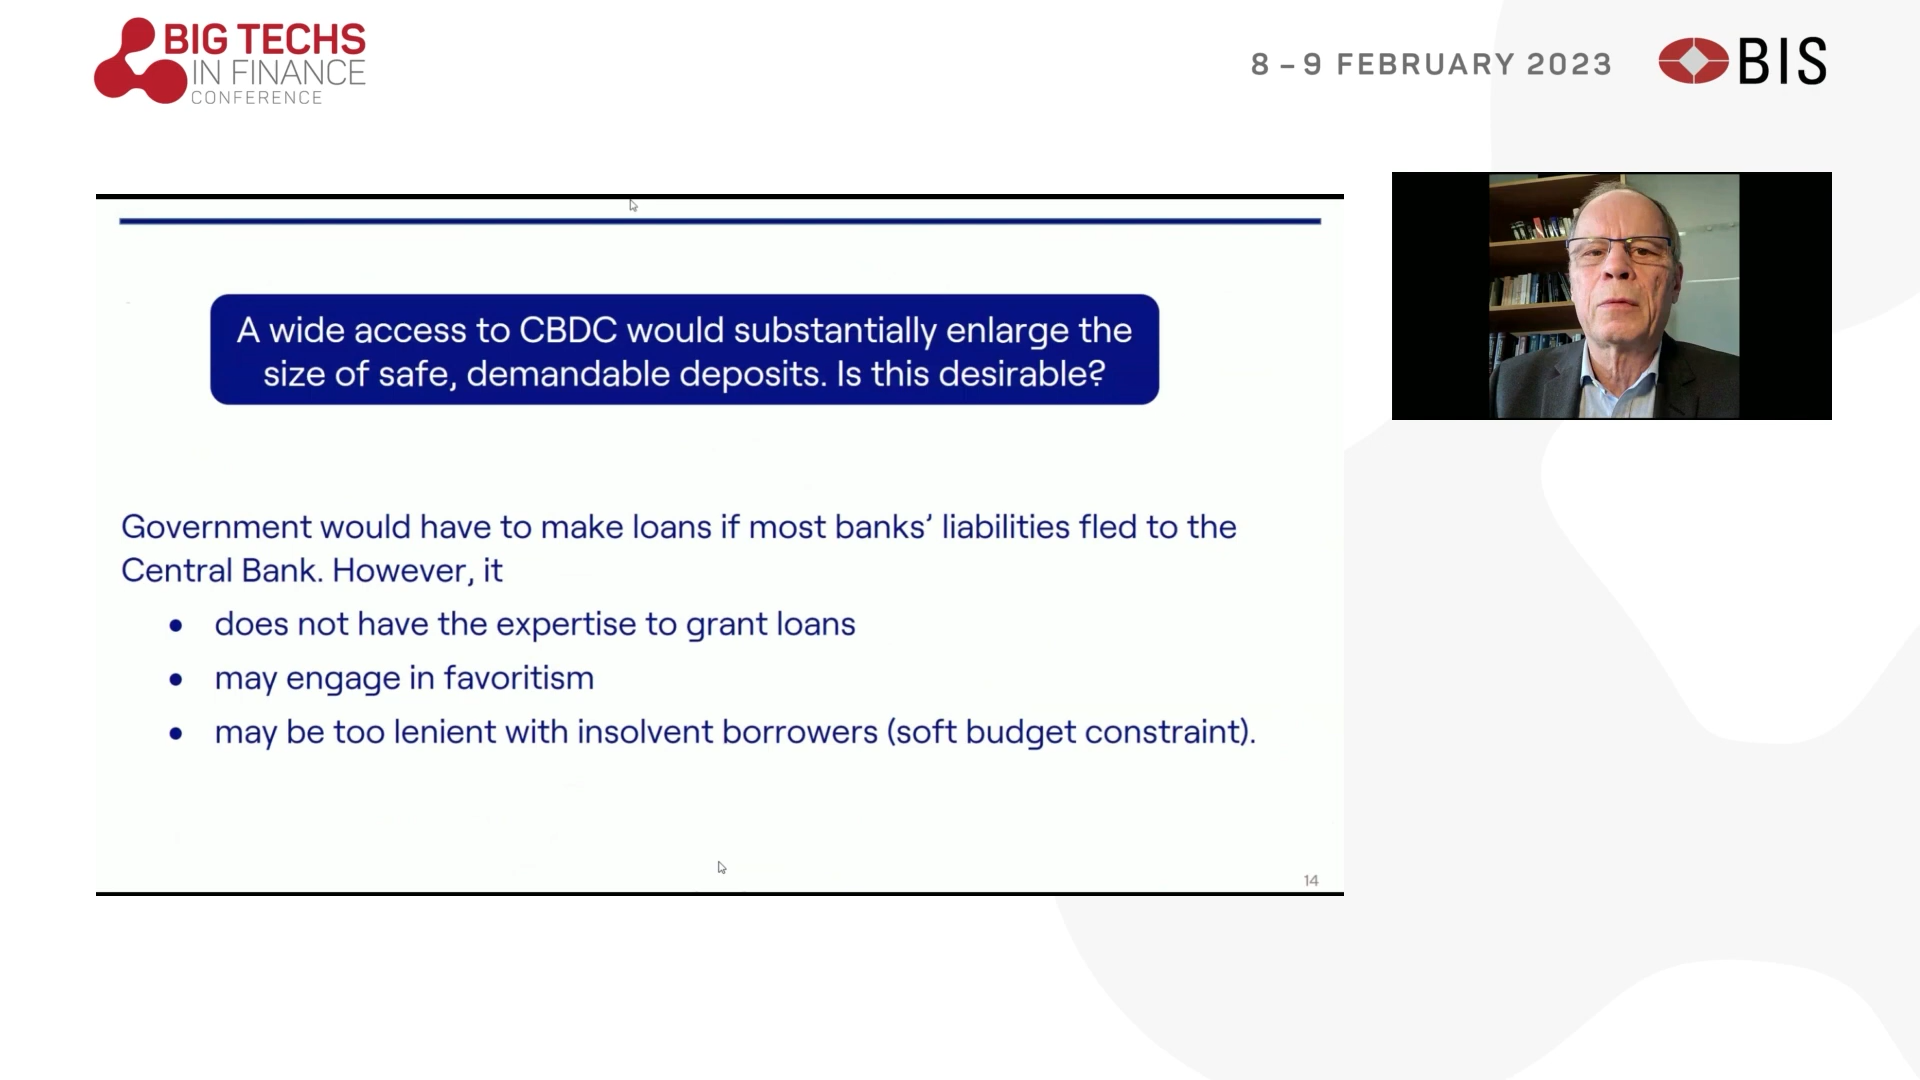 BIG TECHS
IN FINANCE
CONFERENCE
8 – 9 FEBRUARY 2023
BIS
A wide access to CBDC would substantially enlarge the
size of safe, demandable deposits. Is this desirable?
Government would have to make loans if most banks’ liabilities fled to the
Central Bank. However, it
• does not have the expertise to grant loans
• may engage in favoritism
• may be too lenient with insolvent borrowers (soft budget constraint).
14